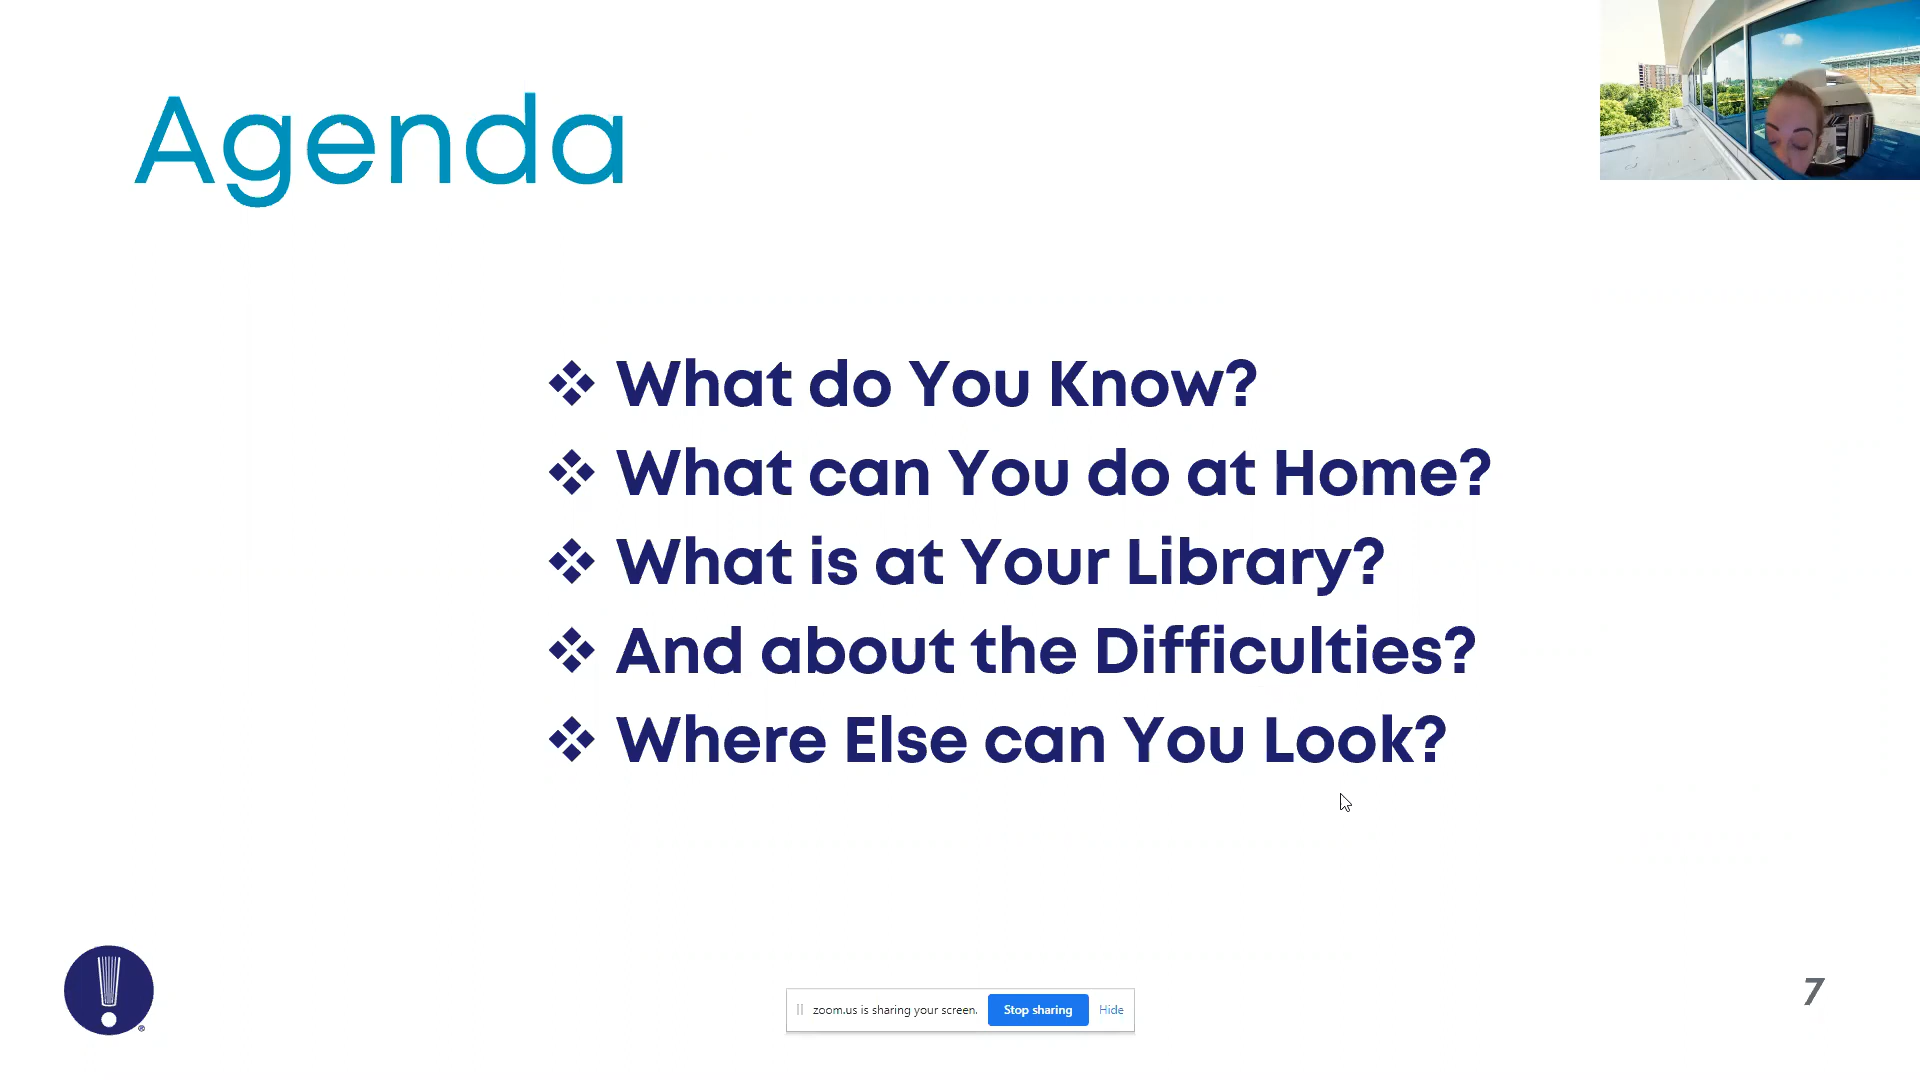 Agenda
❖ What do You Know?
❖ What can You do at Home?
❖ What is at Your Library?
❖ And about the Difficulties?
❖ Where Else can You Look?
®
zoom.us is sharing your screen. Stop sharing Hide
7